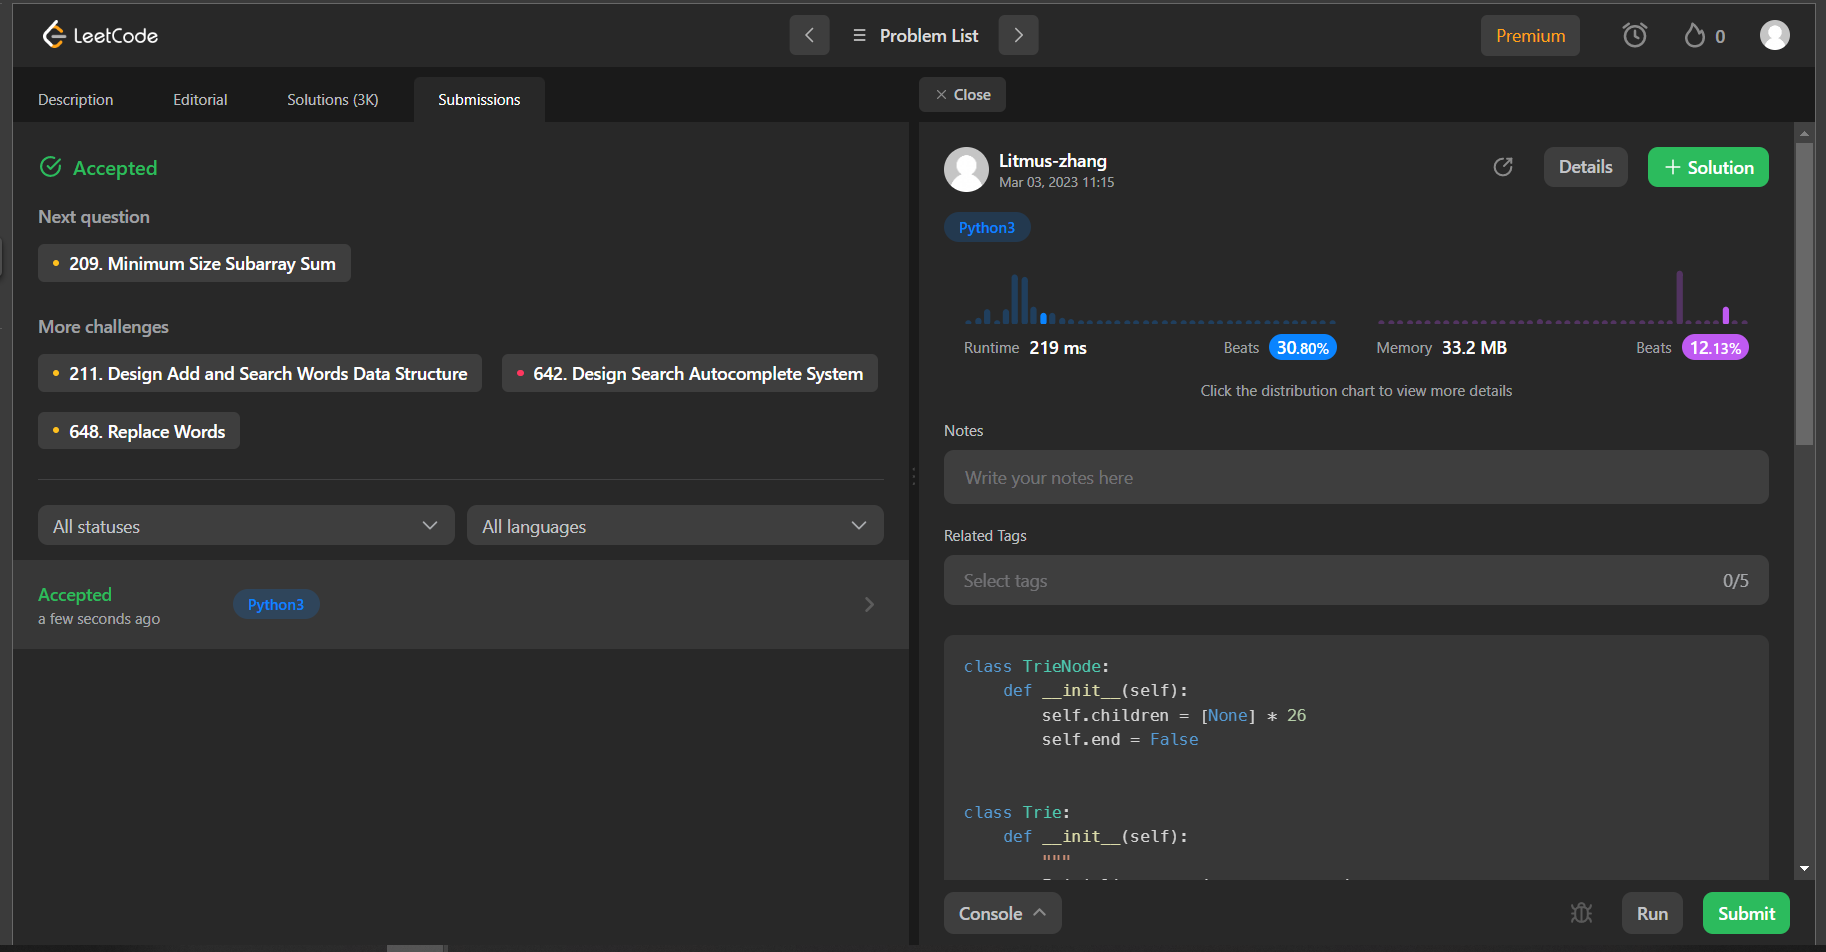 LeetCode
Problem List
Premium
0
Description
Editorial
Solutions (3K)
Submissions
Accepted
Next question
209. Minimum Size Subarray Sum
More challenges
211. Design Add and Search Words Data Structure
642. Design Search Autocomplete System
648. Replace Words
All statuses
All languages
Accepted
a few seconds ago
Python3
Close
Litmus-zhang
Mar 03, 2023 11:15
Details
+ Solution
Python3
Runtime 219 ms
Beats 30.80%
Memory 33.2 MB
Beats 12.13%
Click the distribution chart to view more details
Notes
Write your notes here
Related Tags
Select tags
0/5
class TrieNode:
    def __init__(self):
        self.children = [None] * 26
        self.end = False
class Trie:
    def __init__(self):
        """
Console
Run
Submit